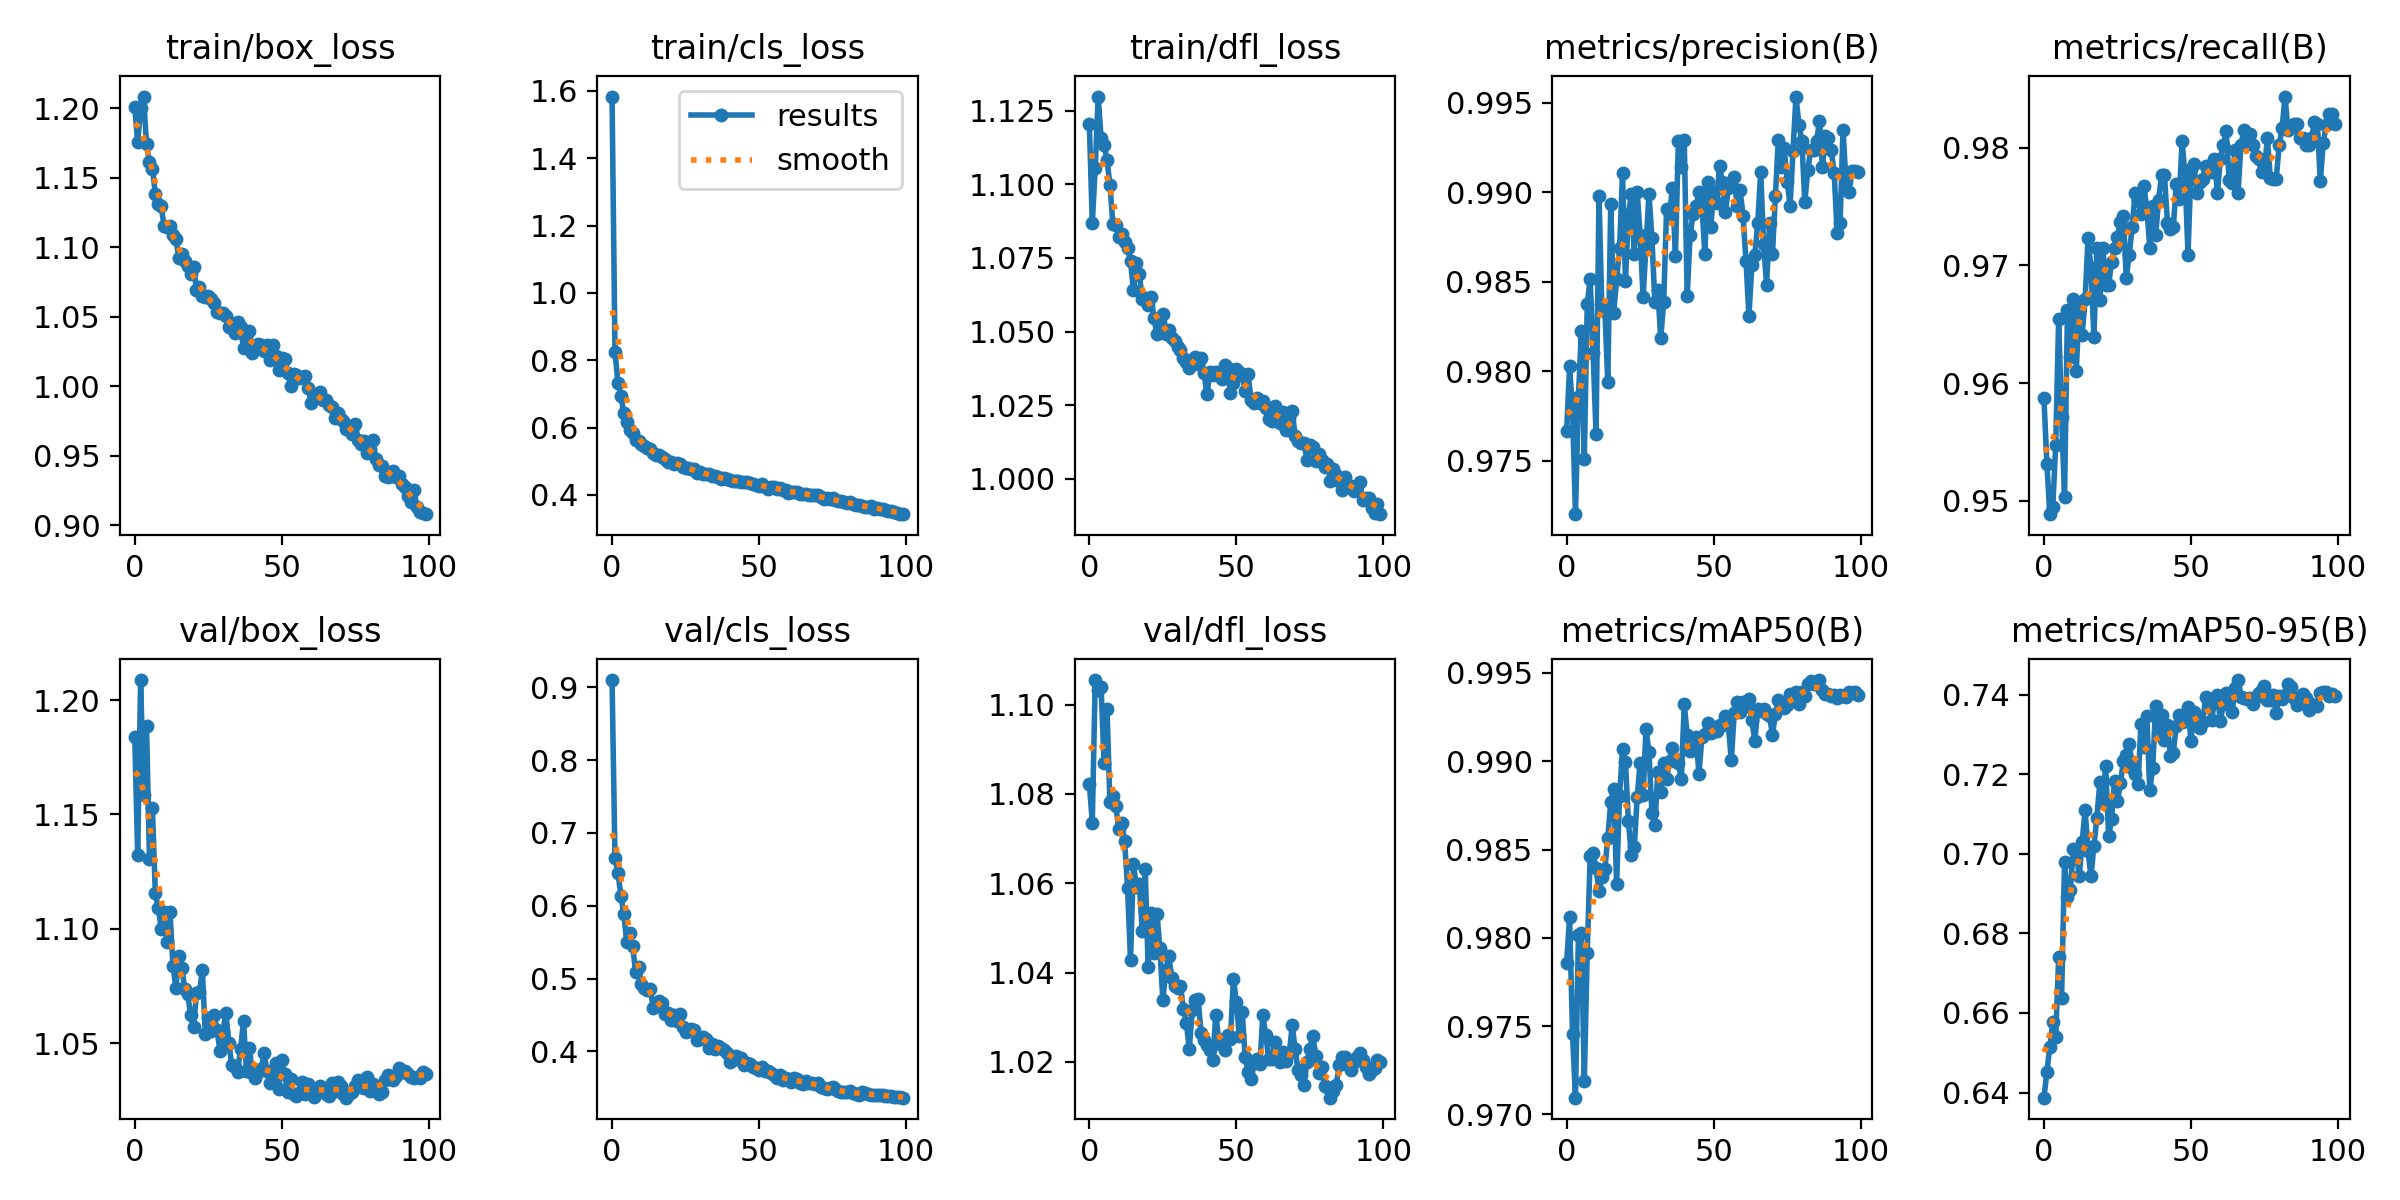 train/box_loss
1.20
1.15
1.10
1.05
1.00
0.95
0.90
0 50 100
train/cls_loss
results
smooth
1.6
1.4
1.2
1.0
0.8
0.6
0.4
0 50 100
train/dfl_loss
1.125
1.100
1.075
1.050
1.025
1.000
0 50 100
metrics/precision(B)
0.995
0.990
0.985
0.980
0.975
0 50 100
metrics/recall(B)
0.98
0.97
0.96
0.95
0 50 100
val/box_loss
1.20
1.15
1.10
1.05
0 50 100
val/cls_loss
0.9
0.8
0.7
0.6
0.5
0.4
0 50 100
val/dfl_loss
1.10
1.08
1.06
1.04
1.02
0 50 100
metrics/mAP50(B)
0.995
0.990
0.985
0.980
0.975
0.970
0 50 100
metrics/mAP50-95(B)
0.74
0.72
0.70
0.68
0.66
0.64
0 50 100